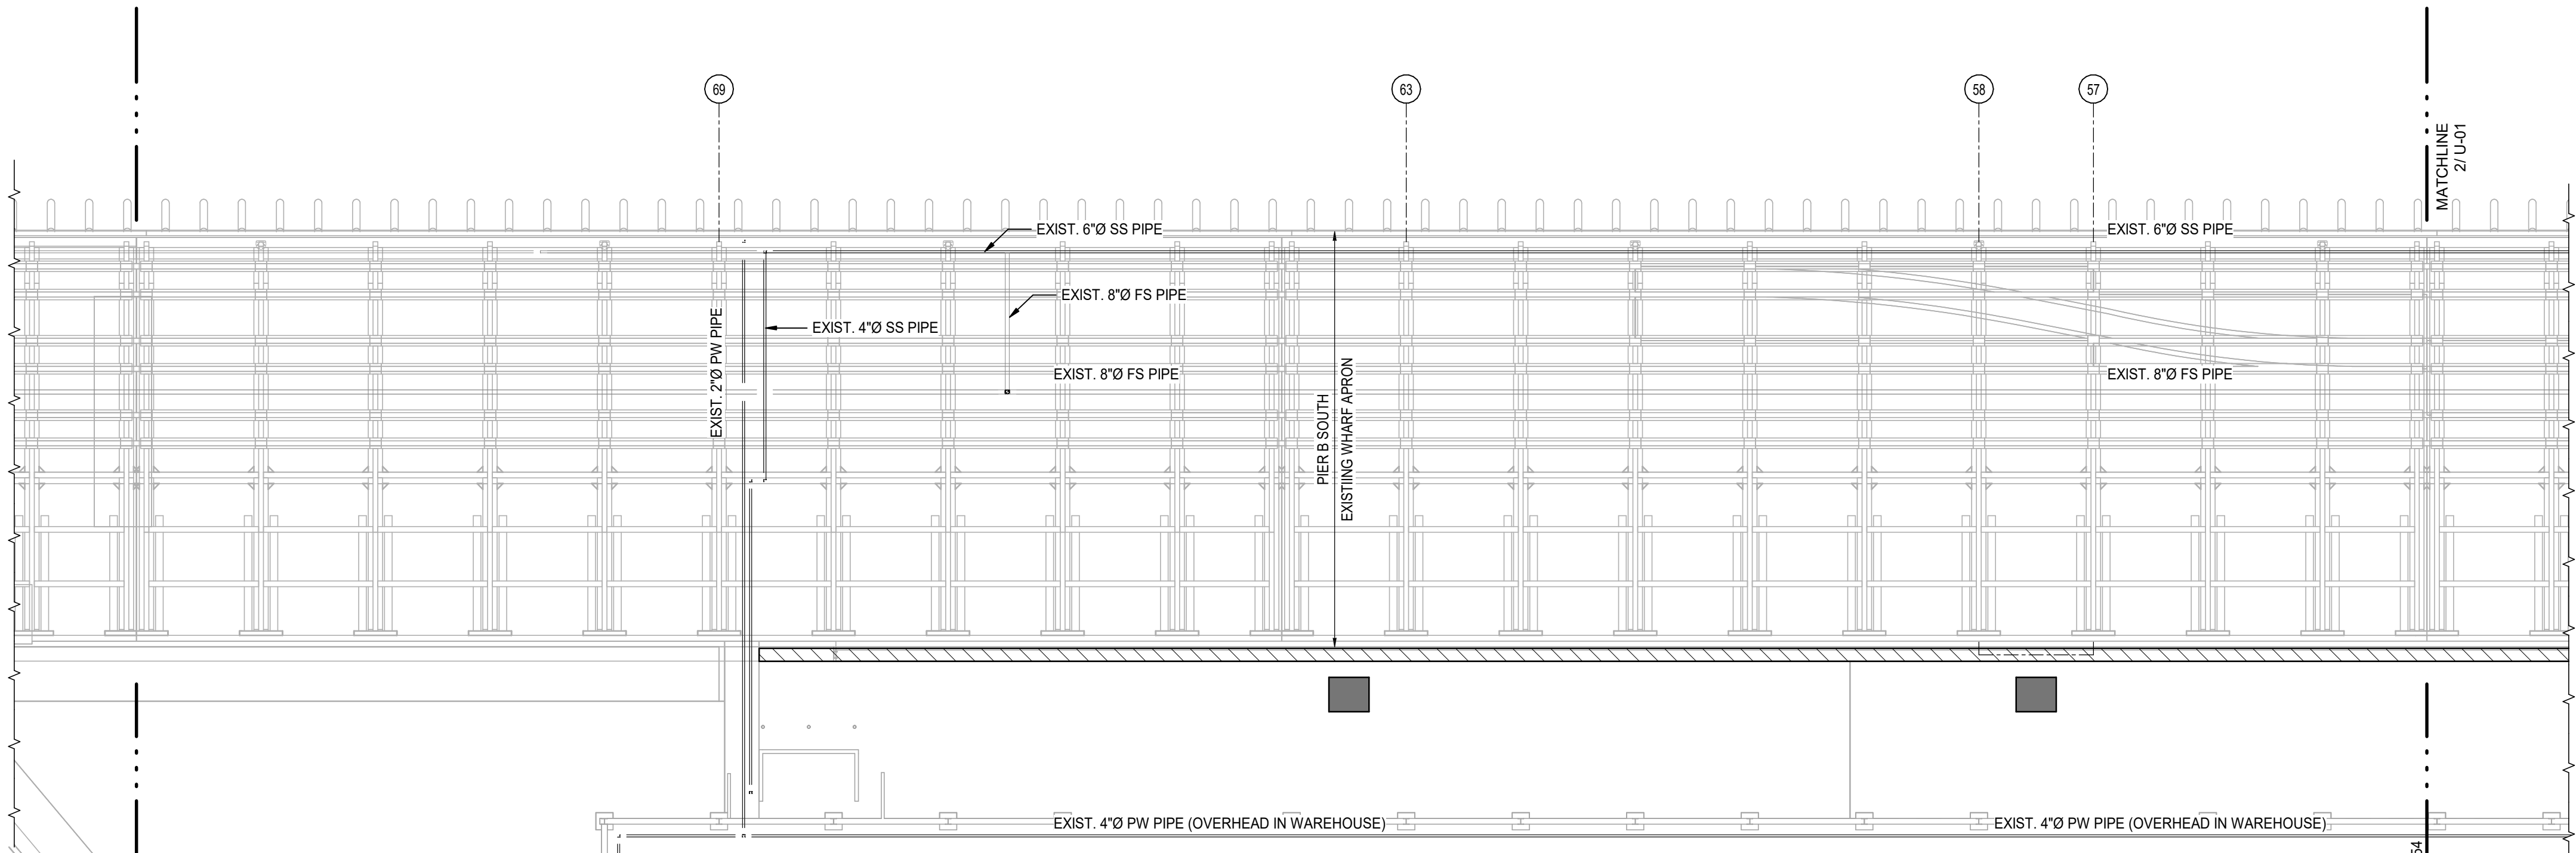 69
63
58
57
MATCHLINE
2/ U-01
EXIST. 6"Ø SS PIPE
EXIST. 6"Ø SS PIPE
EXIST. 8"Ø FS PIPE
EXIST. 4"Ø SS PIPE
EXIST. 2"Ø PW PIPE
EXIST. 8"Ø FS PIPE
EXIST. 8"Ø FS PIPE
PIER B SOUTH
EXISTIING WHARF APRON
EXIST. 4"Ø PW PIPE (OVERHEAD IN WAREHOUSE)
EXIST. 4"Ø PW PIPE (OVERHEAD IN WAREHOUSE)
54